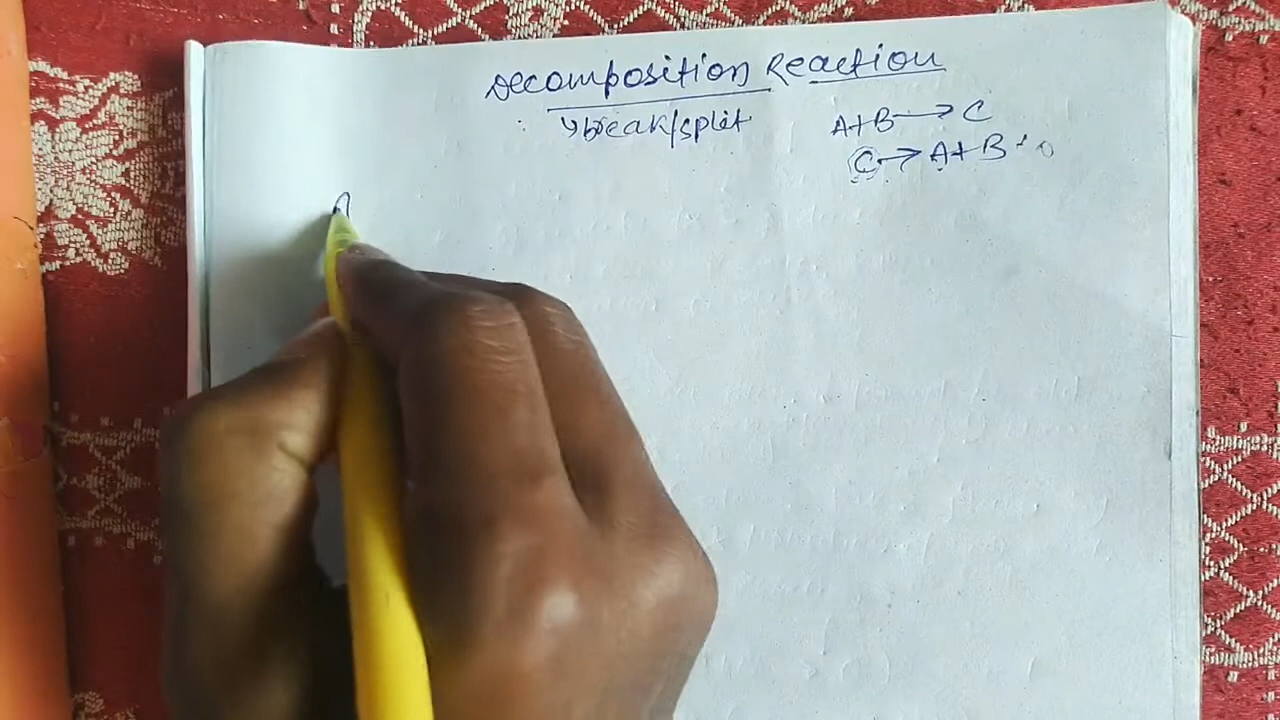 Decomposition Reaction
↳ break/split
A+B → C
C → A+B+
A